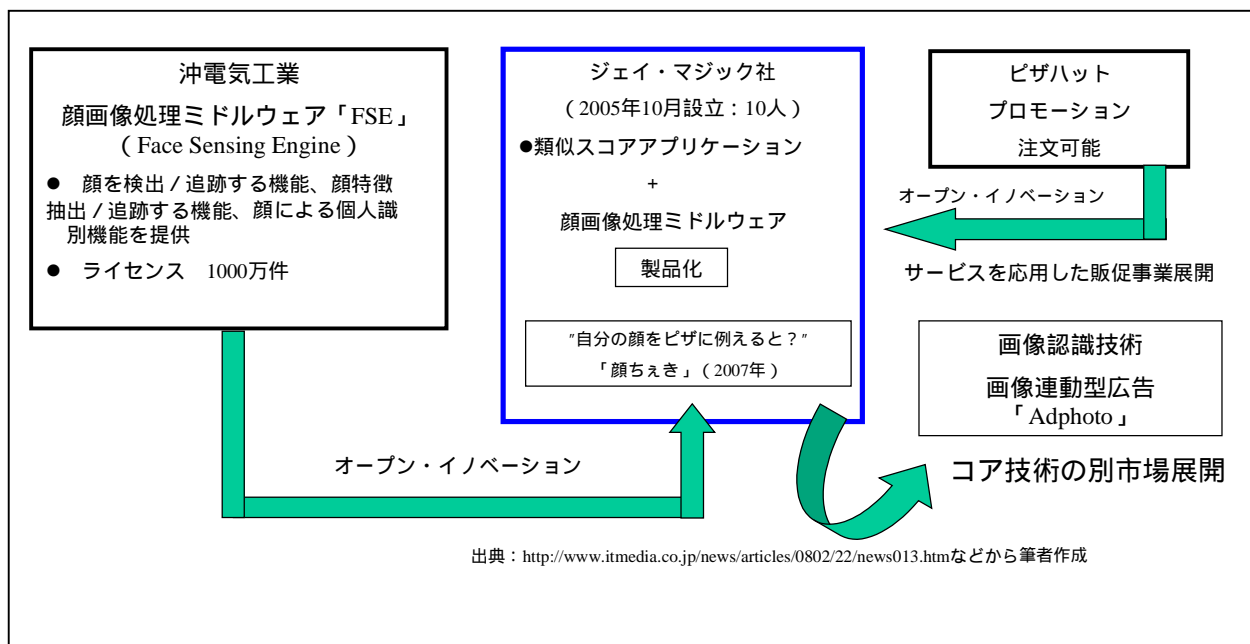 沖電気工業
顔画像処理ミドルウェア「FSE」
(Face Sensing Engine)
● 顔を検出/追跡する機能、顔特徴
抽出/追跡する機能、顔による個人識
別機能を提供
● ライセンス 1000万件
ジェイ・マジック社
(2005年10月設立:10人)
●類似スコアアプリケーション
+
顔画像処理ミドルウェア
製品化
"自分の顔をピザに例えると?"
「顔ちぇき」(2007年)
ピザハット
プロモーション
注文可能
オープン・イノベーション
サービスを応用した販促事業展開
画像認識技術
画像連動型広告
「Adphoto」
オープン・イノベーション
コア技術の別市場展開
出典:http://www.itmedia.co.jp/news/articles/0802/22/news013.htmなどから筆者作成